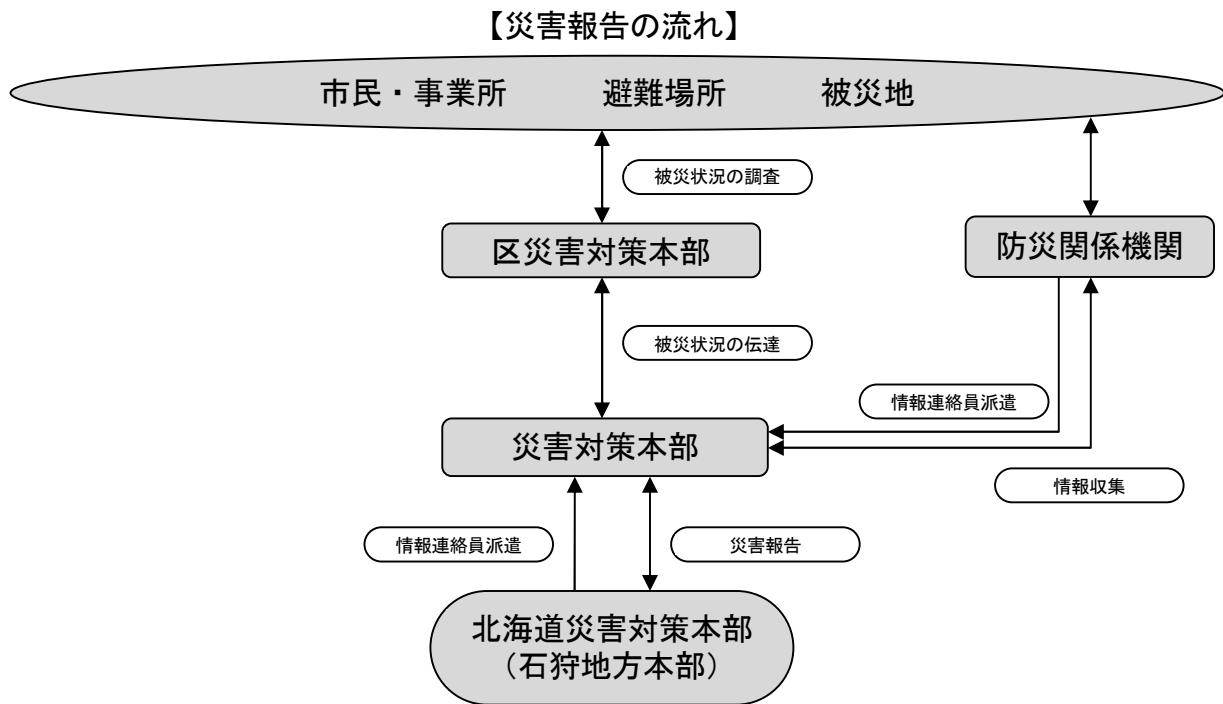 【災害報告の流れ】
市民・事業所 避難場所 被災地
被災状況の調査
区災害対策本部
防災関係機関
被災状況の伝達
情報連絡員派遣
災害対策本部
情報収集
情報連絡員派遣
災害報告
北海道災害対策本部
（石狩地方本部）